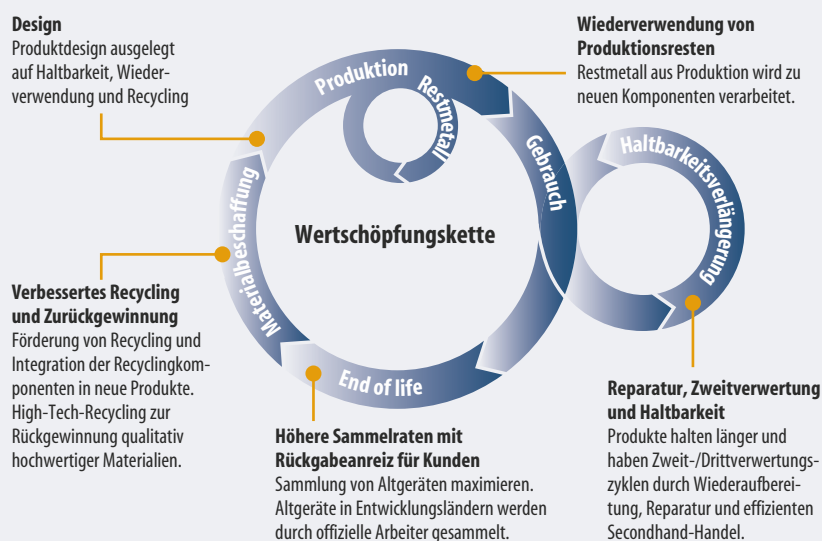 Design
Produktdesign ausgelegt
auf Haltbarkeit, Wieder-
verwendung und Recycling
Wiederverwendung von
Produktionsresten
Restmetall aus Produktion wird zu
neuen Komponenten verarbeitet.
Produktion
Restmetall
Gebrauch
Haltbarkeitsverlängerung
Materialbeschaffung
Wertschöpfungskette
End of life
Verbessertes Recycling
und Zurückgewinnung
Förderung von Recycling und
Integration der Recyclingkom-
ponenten in neue Produkte.
High-Tech-Recycling zur
Rückgewinnung qualitativ
hochwertiger Materialien.
Höhere Sammelraten mit
Rückgabeanreiz für Kunden
Sammlung von Altgeräten maximieren.
Altgeräte in Entwicklungsländern werden
durch offizielle Arbeiter gesammelt.
Reparatur, Zweitverwertung
und Haltbarkeit
Produkte halten länger und
haben Zweit-/Drittverwertungs-
zyklen durch Wiederaufberei-
tung, Reparatur und effizienten
Secondhand-Handel.